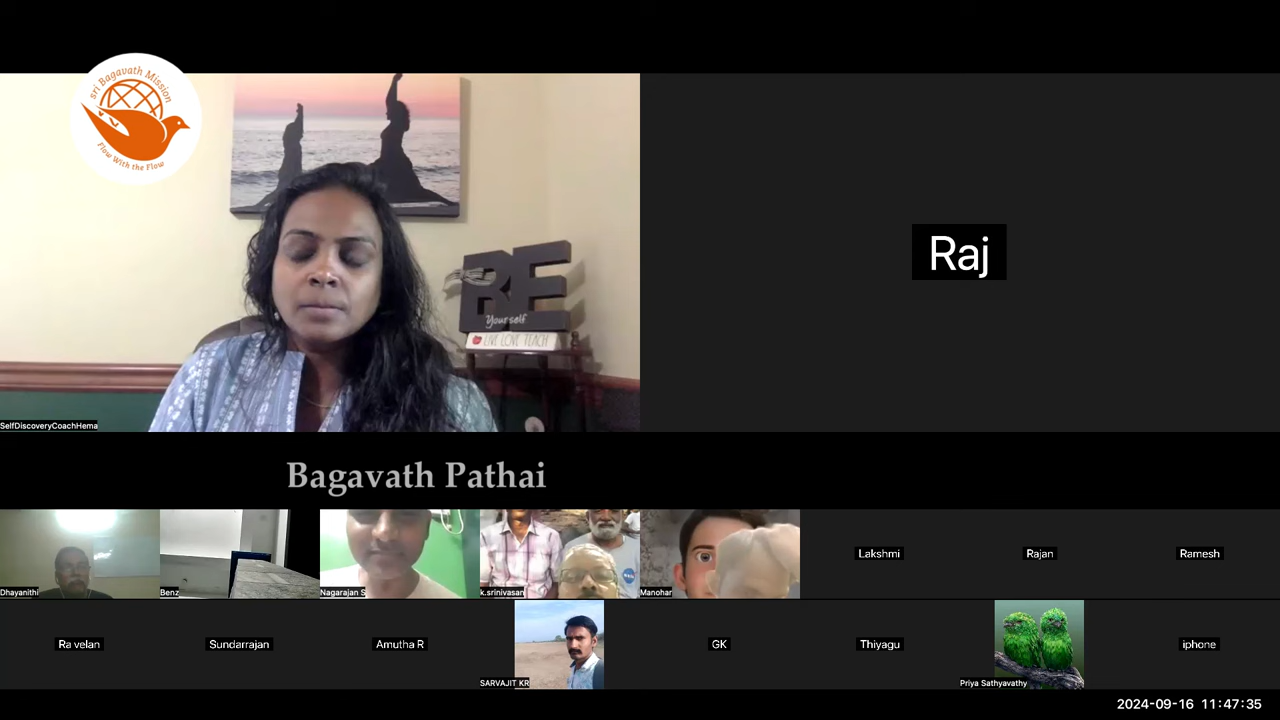 Sri Bagavath Mission
Flow With the Flow
BE
Yourself
LIVE LOVE TEACH
SelfDiscoveryCoachHema
Raj
Bagavath Pathai
Dhayanithi
Benz
Nagarajan S
k.srinivasan
Manohar
Lakshmi
Rajan
Ramesh
Ra velan
Sundarrajan
Amutha R
SARVAJIT KR
GK
Thiyagu
Priya Sathyavathy
iphone
2024-09-16 11:47:35